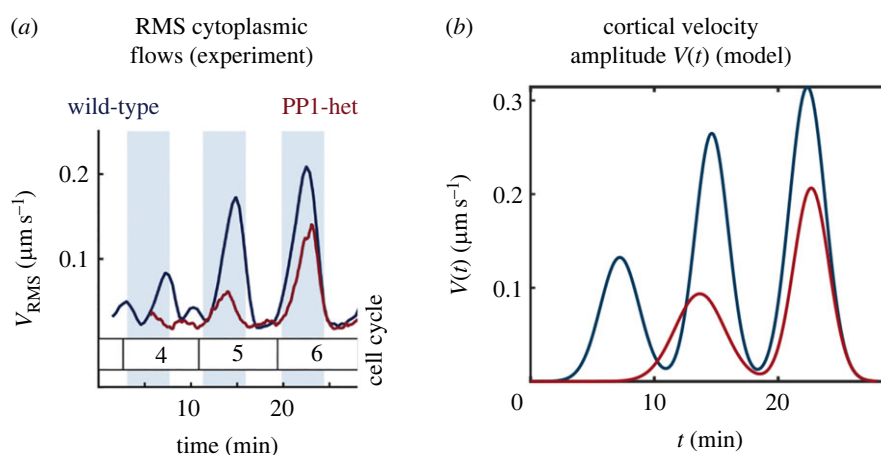 (a)
RMS cytoplasmic
flows (experiment)
wild-type
PP1-het
0.2
0.1
V_RMS (μm s⁻¹)
4
5
6
cell cycle
10
20
time (min)
(b)
cortical velocity
amplitude V(t) (model)
0.3
0.2
0.1
V(t) (μm s⁻¹)
0
10
20
t (min)